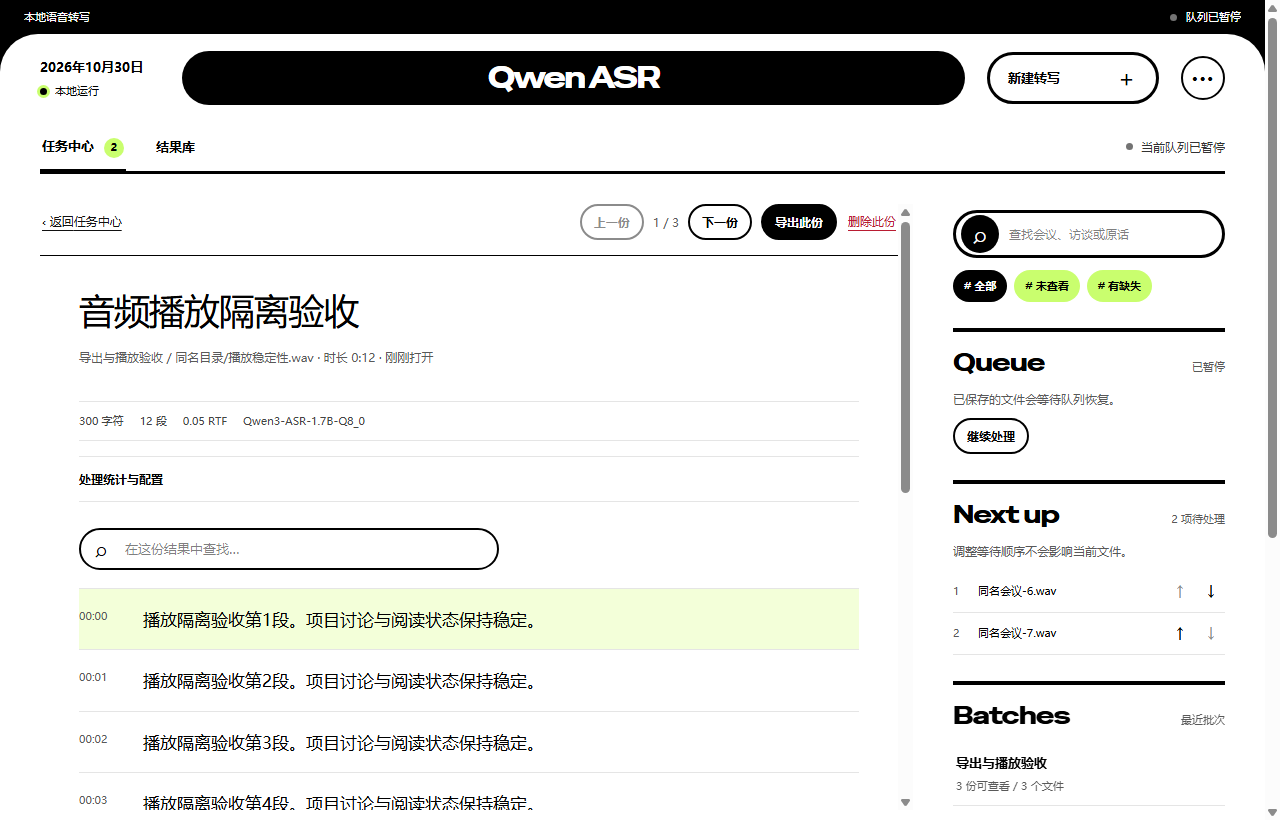 本地语音转写
队列已暂停
2026年10月30日
本地运行
Qwen ASR
新建转写 +
任务中心 2
结果库
当前队列已暂停
‹ 返回任务中心
上一份
1 / 3
下一份
导出此份
删除此份
音频播放隔离验收
导出与播放验收 / 同名目录/播放稳定性.wav · 时长 0:12 · 刚刚打开
300 字符 12 段 0.05 RTF Qwen3-ASR-1.7B-Q8_0
处理统计与配置
在这份结果中查找...
00:00 播放隔离验收第1段。项目讨论与阅读状态保持稳定。
00:01 播放隔离验收第2段。项目讨论与阅读状态保持稳定。
00:02 播放隔离验收第3段。项目讨论与阅读状态保持稳定。
00:03 播放隔离验收第4段。项目讨论与阅读状态保持稳定。
查找会议、访谈或原话
# 全部 # 未查看 # 有缺失
Queue 已暂停
已保存的文件会等待队列恢复。
继续处理
Next up 2 项待处理
调整等待顺序不会影响当前文件。
1 同名会议-6.wav ↑ ↓
2 同名会议-7.wav ↑ ↓
Batches 最近批次
导出与播放验收
3 份可查看 / 3 个文件